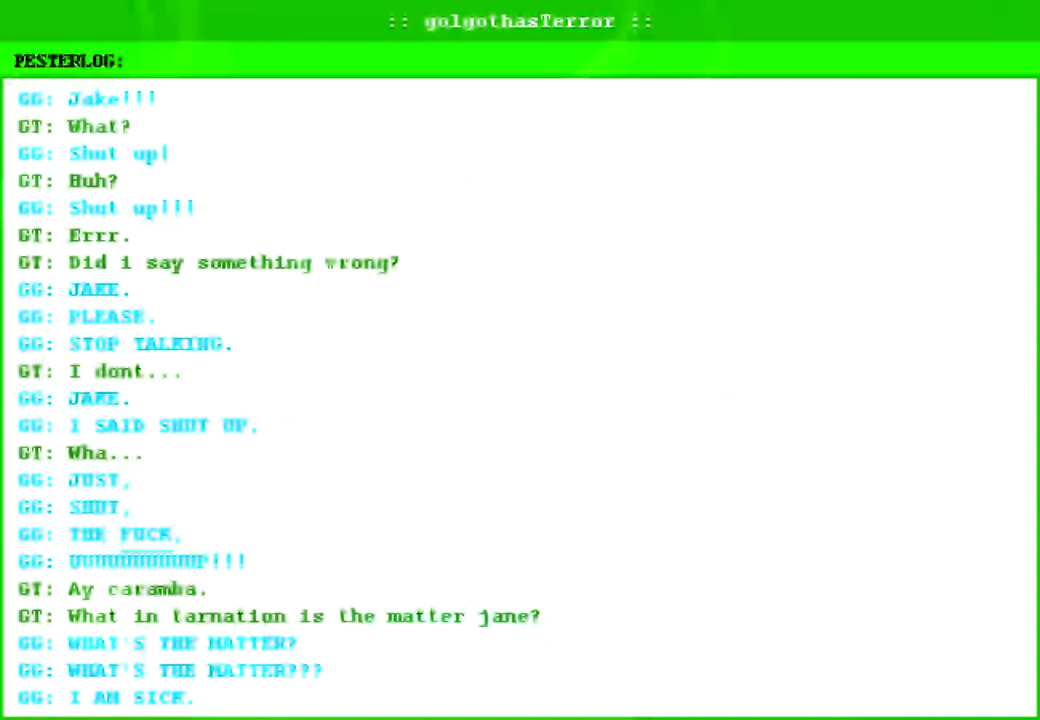 :: golgothasTerror ::
PESTERLOG:
GG: Jake!!!
GT: What?
GG: Shut up!
GT: Huh?
GG: Shut up!!!
GT: Errr.
GT: Did i say something wrong?
GG: JAKE.
GG: PLEASE.
GG: STOP TALKING.
GT: I dont...
GG: JAKE.
GG: I SAID SHUT UP.
GT: Wha...
GG: JUST,
GG: SHUT,
GG: THE FUCK,
GG: UUUUUUUUUUUP!!!
GT: Ay caramba.
GT: What in tarnation is the matter jane?
GG: WHAT'S THE MATTER?
GG: WHAT'S THE MATTER???
GG: I AM SICK.